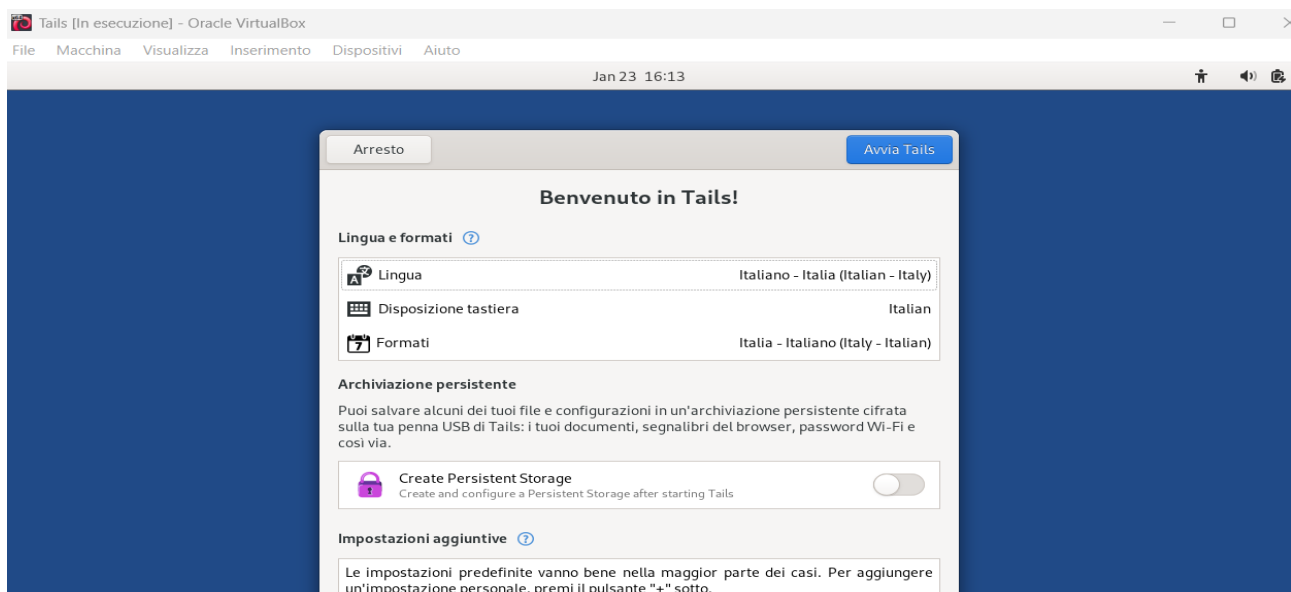 Tails [In esecuzione] - Oracle VirtualBox
File Macchina Visualizza Inserimento Dispositivi Aiuto
Jan 23 16:13
Arresto Avvia Tails
Benvenuto in Tails!
Lingua e formati ?
Lingua Italiano - Italia (Italian - Italy)
Disposizione tastiera Italian
Formati Italia - Italiano (Italy - Italian)
Archiviazione persistente
Puoi salvare alcuni dei tuoi file e configurazioni in un'archiviazione persistente cifrata
sulla tua penna USB di Tails: i tuoi documenti, segnalibri del browser, password Wi-Fi e
così via.
Create Persistent Storage
Create and configure a Persistent Storage after starting Tails
Impostazioni aggiuntive ?
Le impostazioni predefinite vanno bene nella maggior parte dei casi. Per aggiungere
un'impostazione personale, premi il pulsante "+" sotto.